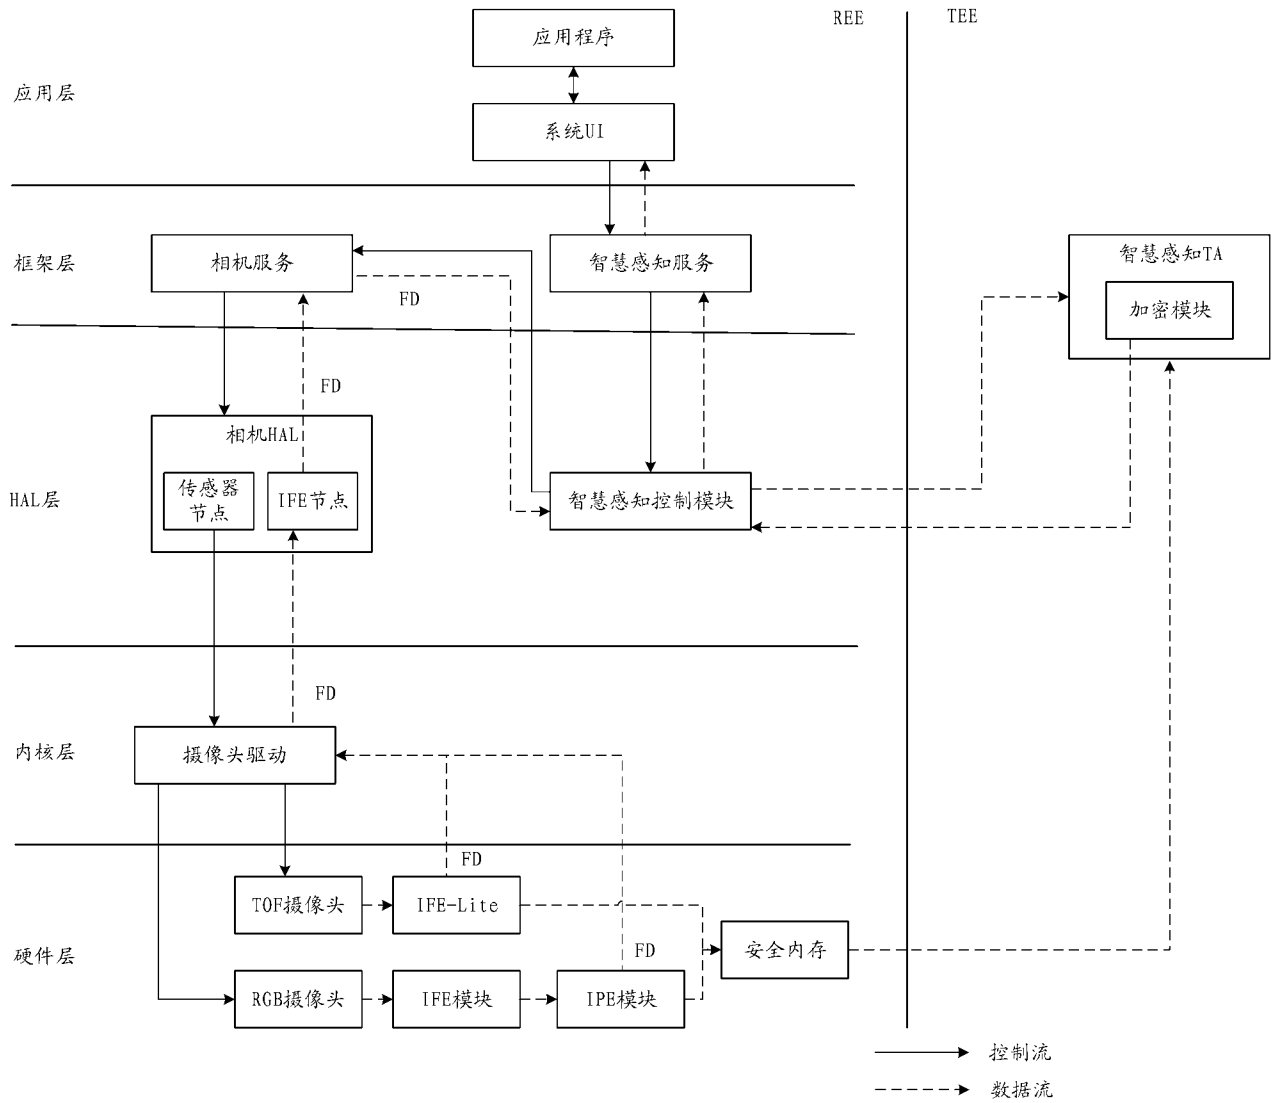 REE
TEE
应用程序
应用层
系统UI
框架层
相机服务
智慧感知服务
智慧感知TA
加密模块
FD
FD
相机HAL
HAL层
传感器
节点
IFE节点
智慧感知控制模块
FD
内核层
摄像头驱动
FD
TOF摄像头
IFE-Lite
硬件层
FD
安全内存
RGB摄像头
IFE模块
IPE模块
控制流
数据流